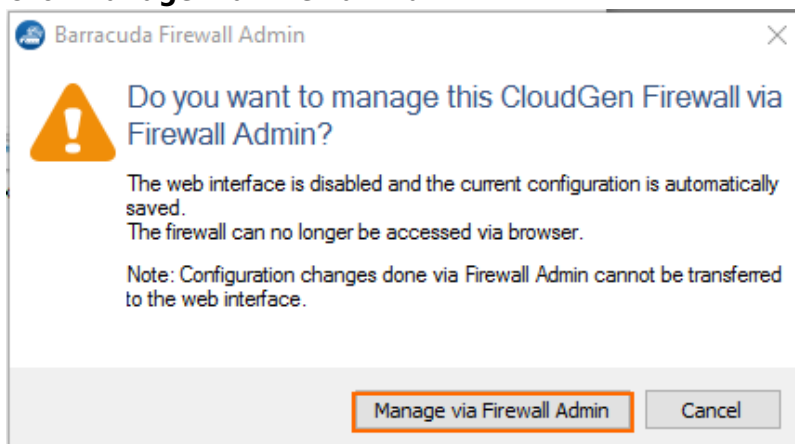 Barracuda Firewall Admin
Do you want to manage this CloudGen Firewall via
Firewall Admin?
The web interface is disabled and the current configuration is automatically
saved.
The firewall can no longer be accessed via browser.
Note: Configuration changes done via Firewall Admin cannot be transferred
to the web interface.
Manage via Firewall Admin
Cancel